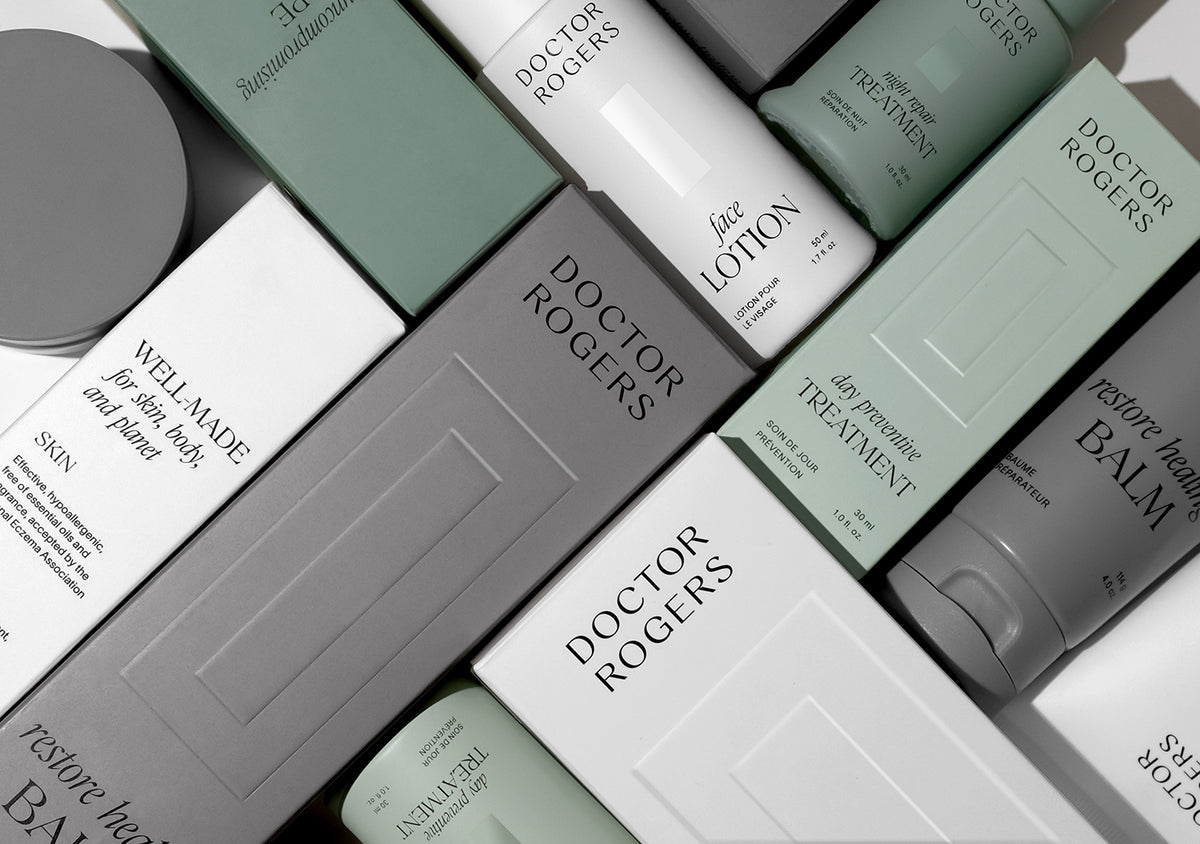 uncompromising
DOCTOR
ROGERS
face
LOTION
50 ml
1.7 fl. oz
LOTION POUR
LE VISAGE
ROGERS
night repair
TREATMENT
SOIN DE NUIT
RÉPARATION
30 ml
1.0 fl. oz.
DOCTOR
ROGERS
day preventive
TREATMENT
SOIN DE JOUR
PRÉVENTION
30 ml
1.0 fl. oz.
WELL-MADE
for skin, body,
and planet
SKIN
Effective, hypoallergenic,
free of essential oils and
accepted by the
Eczema Association
DOCTOR
ROGERS
restore
restore healing
BALM
BAUME
RÉPARATEUR
114 g
4.0 oz.
DOCTOR
ROGERS
SOIN DE JOUR
PRÉVENTION
day preventive
TREATMENT
30 ml
1.0 fl. oz.